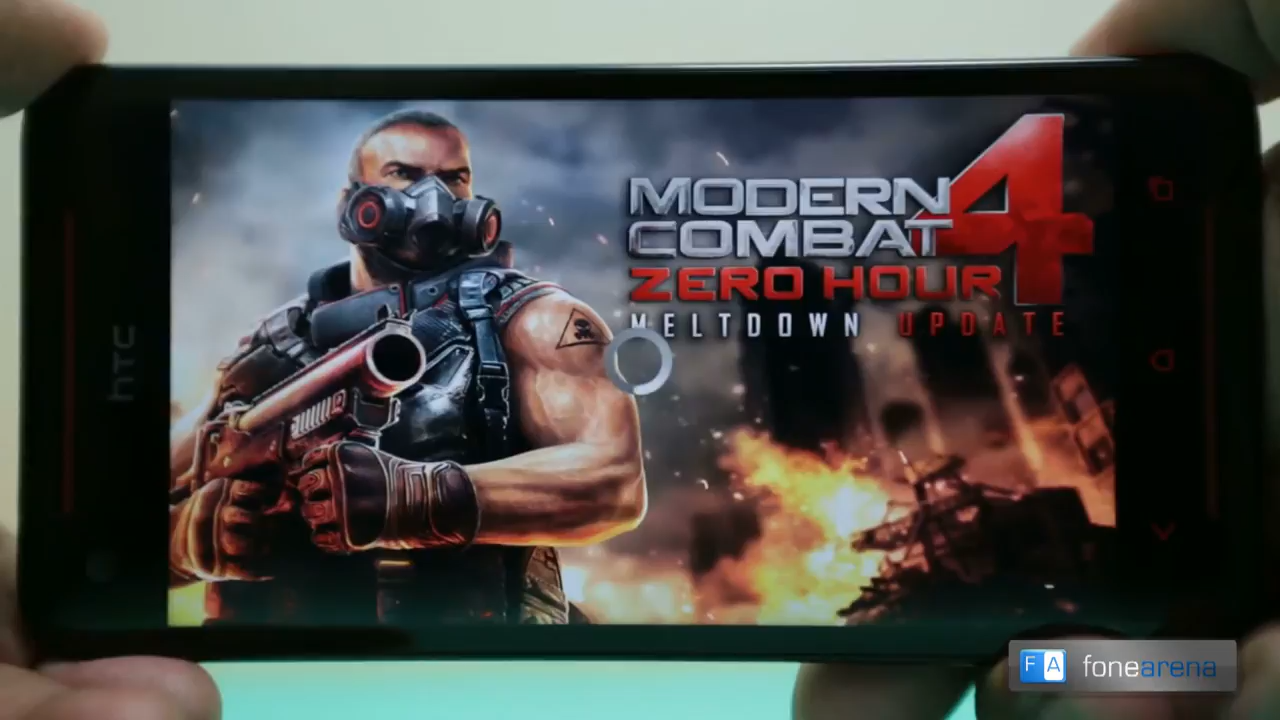 MODERN 4
COMBAT
ZERO HOUR
MELTDOWN UPDATE
hTC
FA fonearena